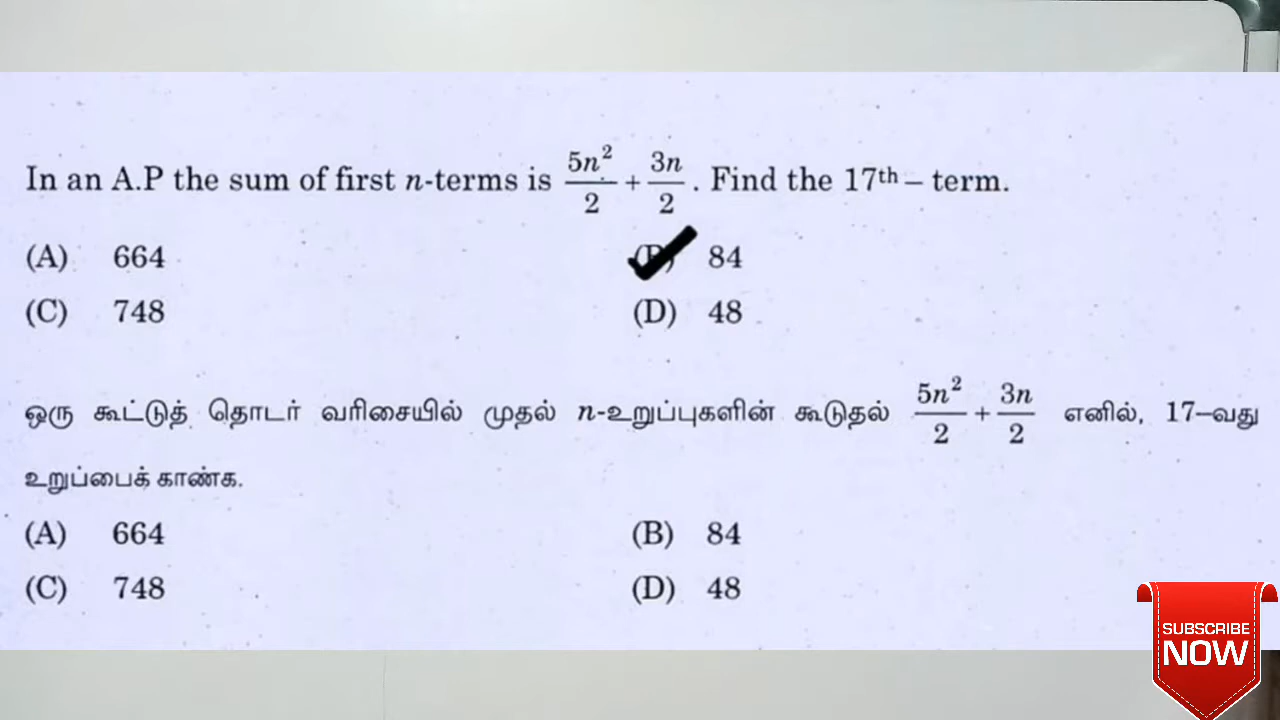 In an A.P the sum of first n-terms is 5n²/2 + 3n/2. Find the 17th – term.
(A) 664 (B) 84
(C) 748 (D) 48
ஒரு கூட்டுத் தொடர் வரிசையில் முதல் n-உறுப்புகளின் கூடுதல் 5n²/2 + 3n/2 எனில், 17–வது
உறுப்பைக் காண்க.
(A) 664 (B) 84
(C) 748 (D) 48
SUBSCRIBE
NOW